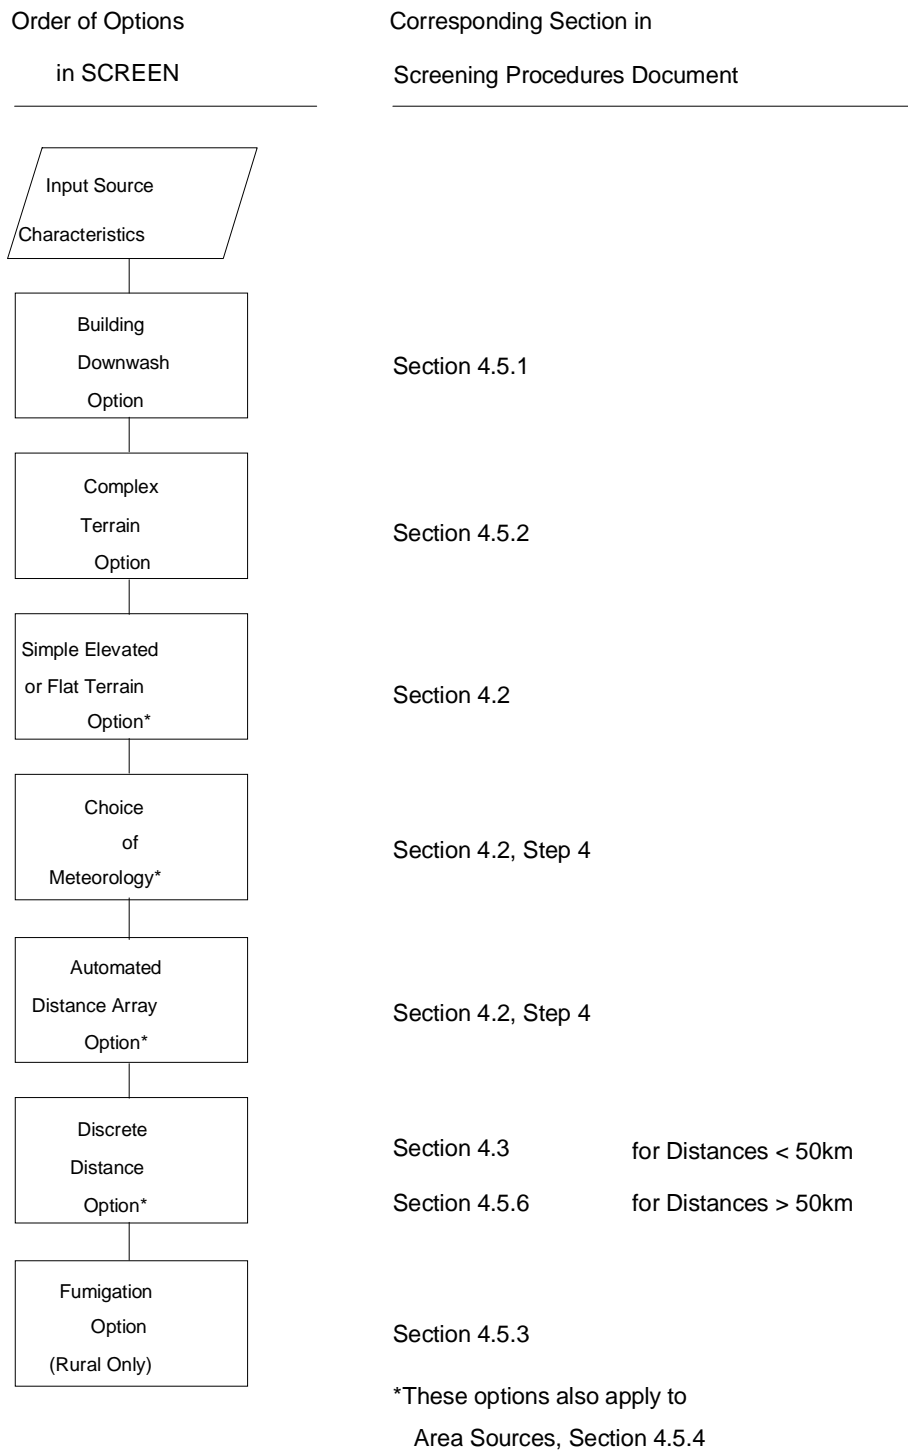 Order of Options Corresponding Section in
in SCREEN Screening Procedures Document
Input Source
Characteristics
Building
Downwash Section 4.5.1
Option
Complex
Terrain Section 4.5.2
Option
Simple Elevated
or Flat Terrain Section 4.2
Option*
Choice
of Section 4.2, Step 4
Meteorology*
Automated
Distance Array Section 4.2, Step 4
Option*
Discrete
Section 4.3 for Distances < 50km
Distance
Option* Section 4.5.6 for Distances > 50km
Fumigation
Option Section 4.5.3
(Rural Only)
*These options also apply to
Area Sources, Section 4.5.4